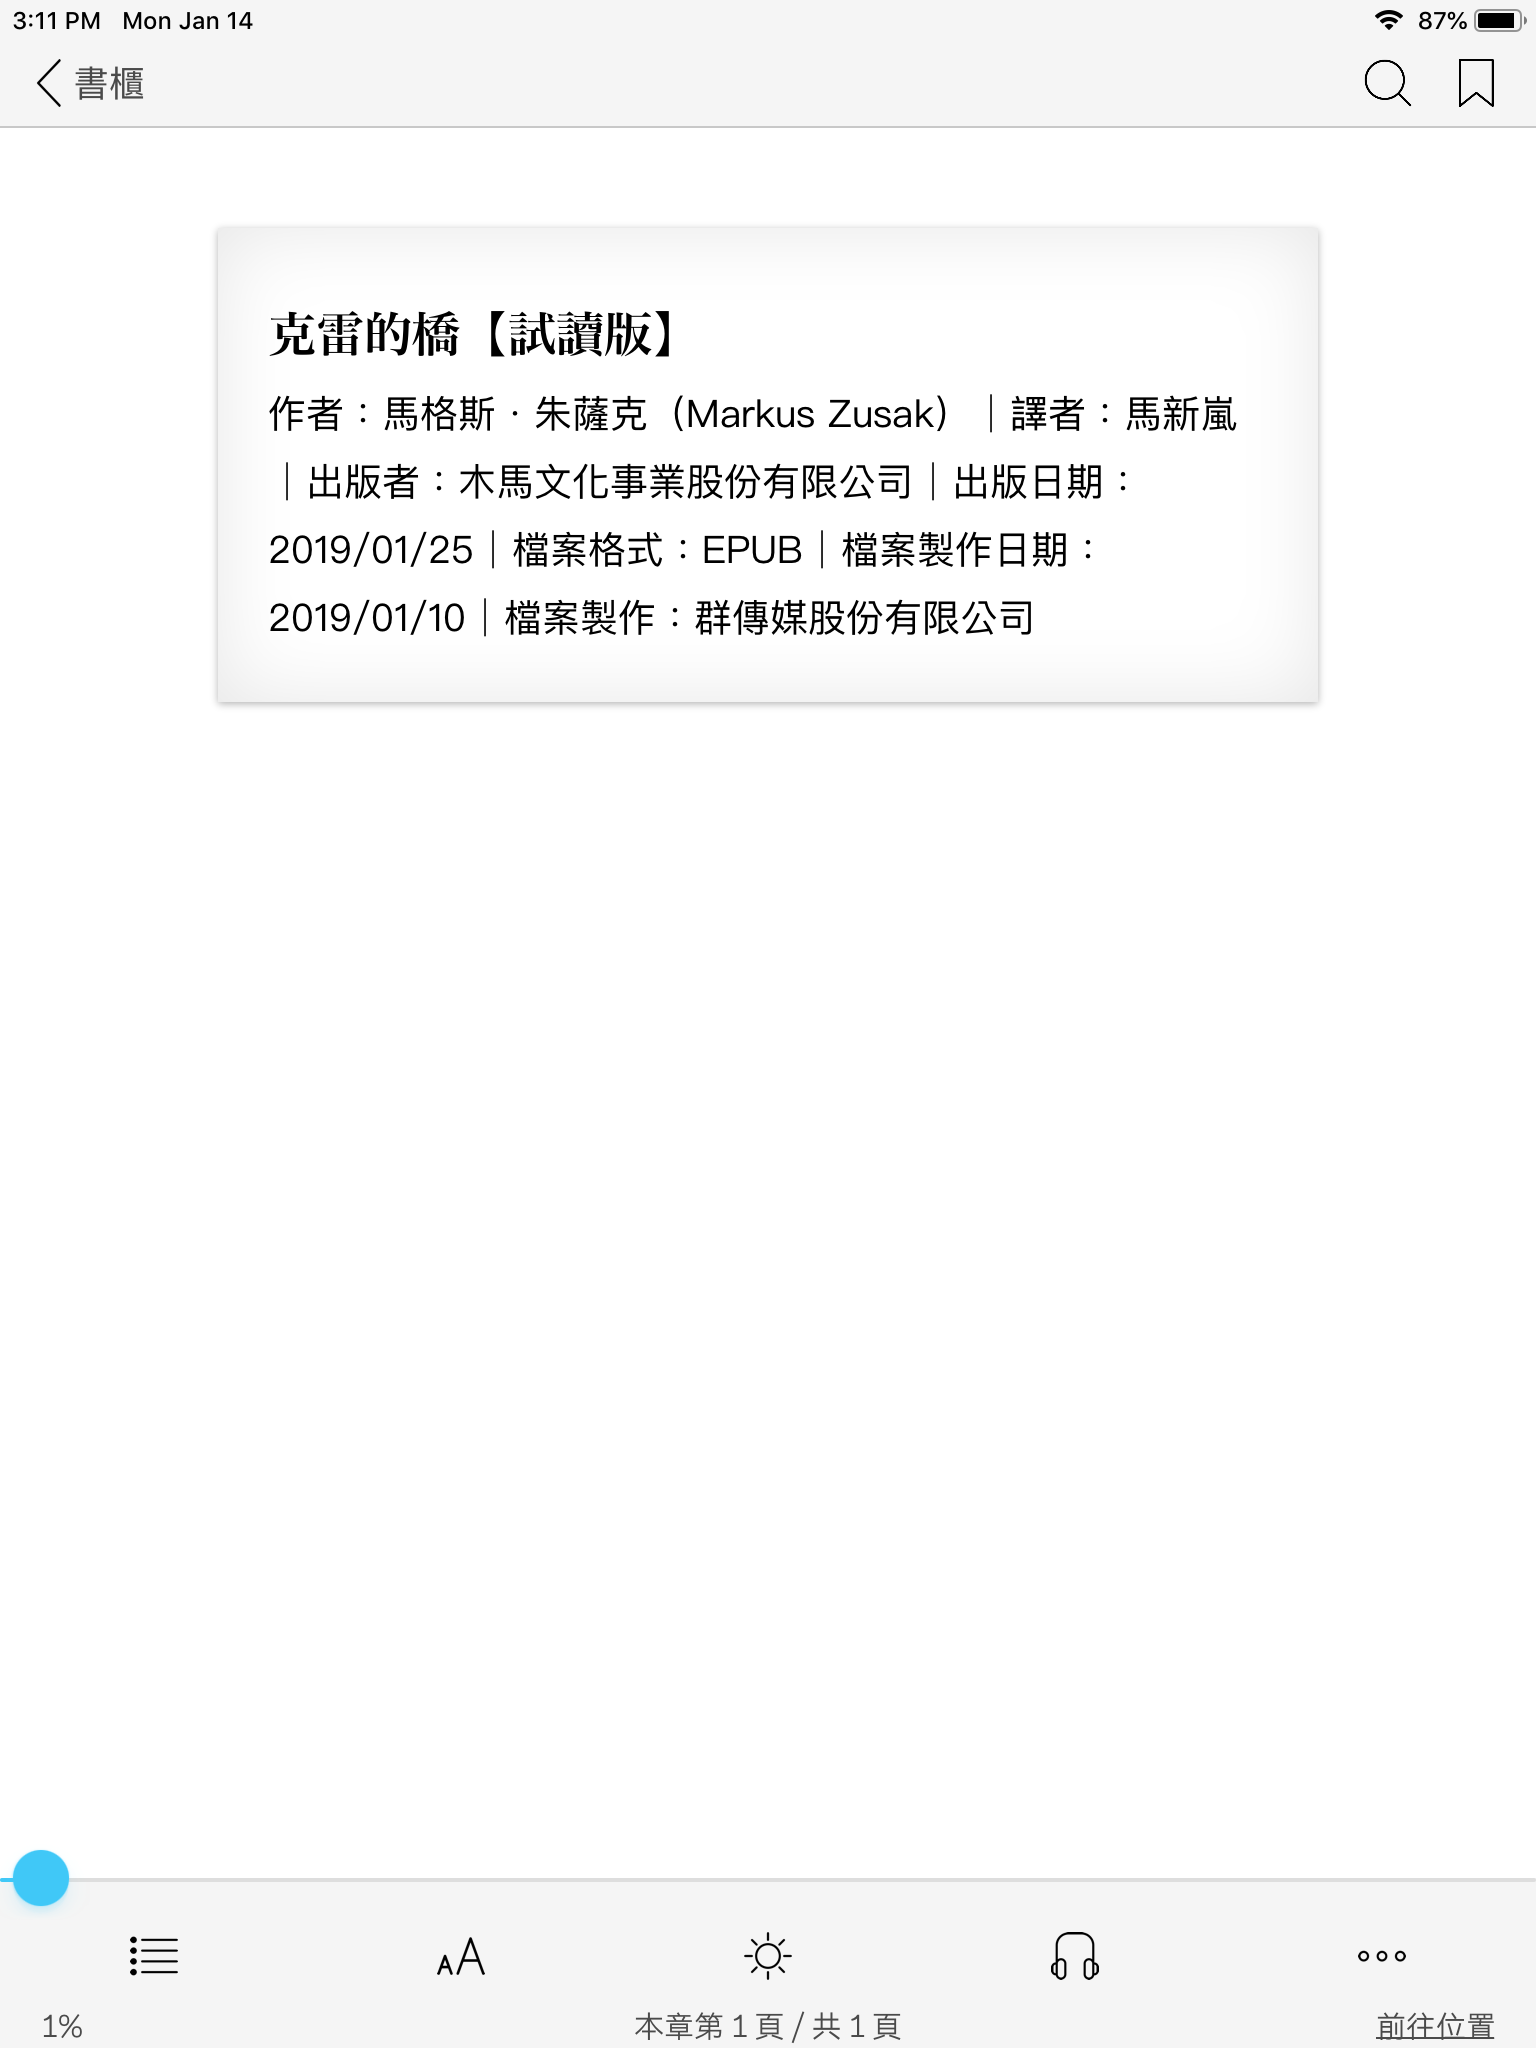 3:11 PM Mon Jan 14 87%
書櫃
克雷的橋【試讀版】
作者：馬格斯．朱薩克（Markus Zusak）｜譯者：馬新嵐
｜出版者：木馬文化事業股份有限公司｜出版日期：
2019/01/25｜檔案格式：EPUB｜檔案製作日期：
2019/01/10｜檔案製作：群傳媒股份有限公司
AA
1% 本章第 1 頁 / 共 1 頁 前往位置